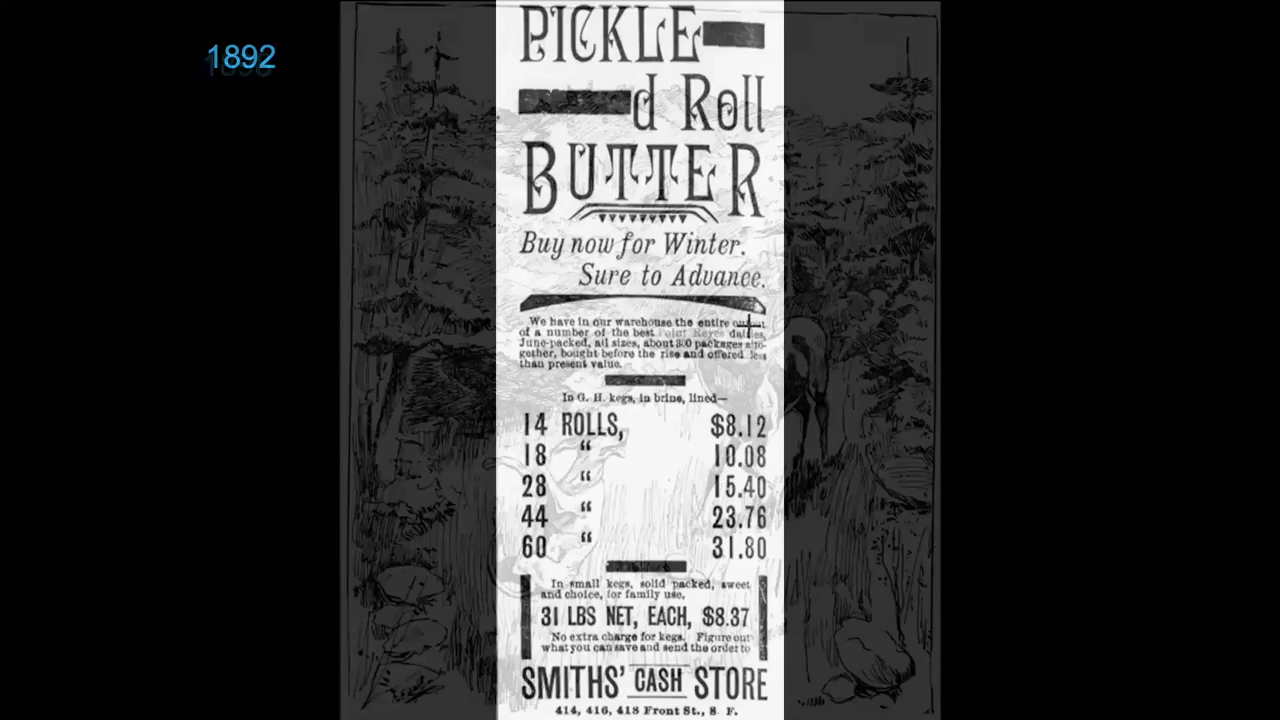 1892
PICKLE
d Roll
BUTTER
Buy now for Winter.
Sure to Advance.
We have in our warehouse the entire
of a number of the best Point Reyes dairies,
June-packed, all sizes, about 300 packages alto-
gether, bought before the rise and offered less
than present value.
In G. H. kegs, in brine, lined—
14 ROLLS, $8.12
18 “ 10.08
28 “ 15.40
44 “ 23.76
60 “ 31.80
In small kegs, solid packed, sweet
and choice, for family use,
31 LBS NET, EACH, $8.37
No extra charge for kegs. Figure out
what you can save and send the order to
SMITHS' CASH STORE
414, 416, 418 Front St., S. F.